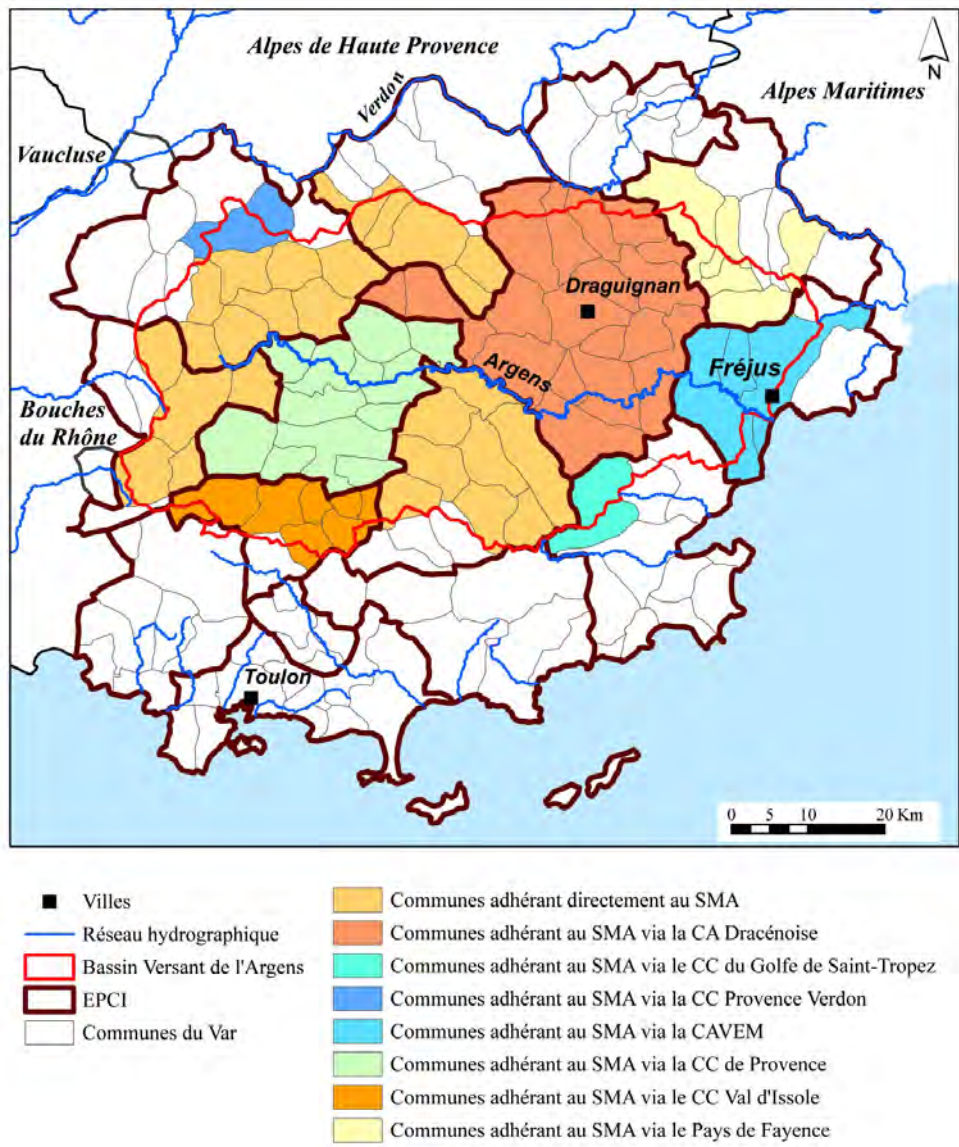 Alpes de Haute Provence
N
Verdon
Alpes Maritimes
Vaucluse
Draguignan
Argens
Fréjus
Bouches
du Rhône
Toulon
0 5 10 20 Km
Villes
Réseau hydrographique
Bassin Versant de l'Argens
EPCI
Communes du Var
Communes adhérant directement au SMA
Communes adhérant au SMA via la CA Dracénoise
Communes adhérant au SMA via le CC du Golfe de Saint-Tropez
Communes adhérant au SMA via la CC Provence Verdon
Communes adhérant au SMA via la CAVEM
Communes adhérant au SMA via la CC de Provence
Communes adhérant au SMA via le CC Val d'Issole
Communes adhérant au SMA via le Pays de Fayence